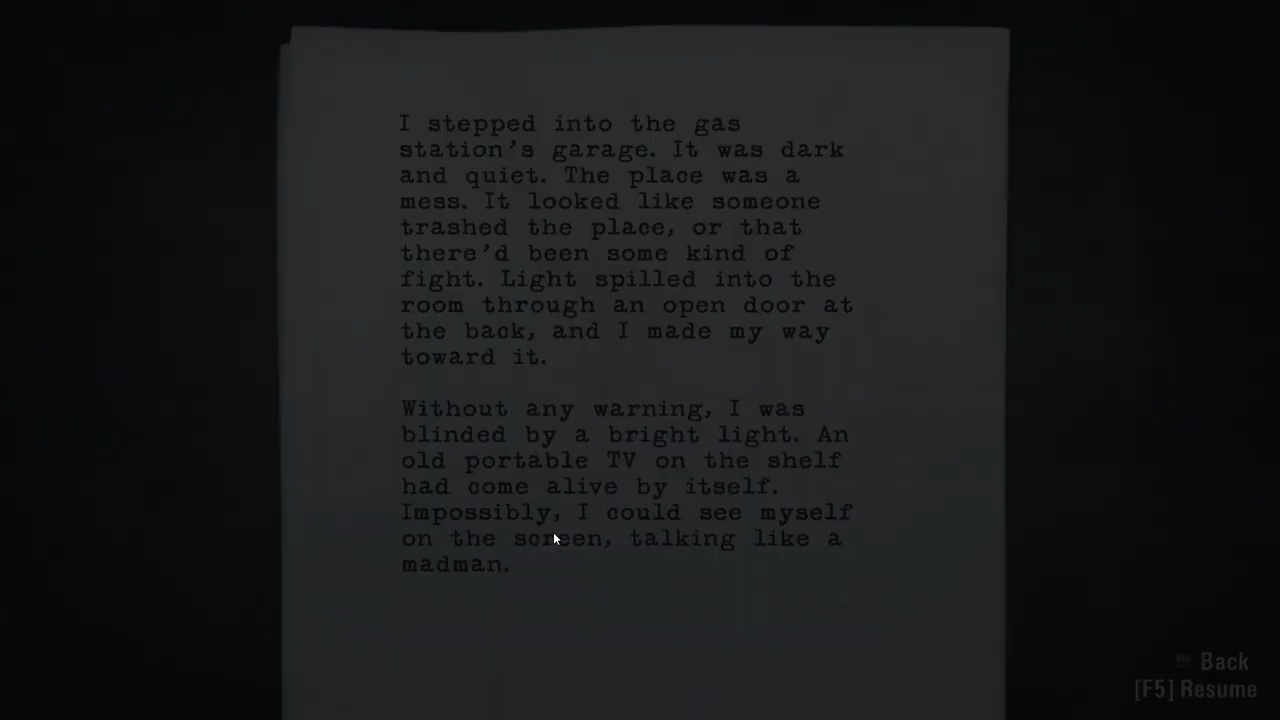 I stepped into the gas
station's garage. It was dark
and quiet. The place was a
mess. It looked like someone
trashed the place, or that
there'd been some kind of
fight. Light spilled into the
room through an open door at
the back, and I made my way
toward it.
Without any warning, I was
blinded by a bright light. An
old portable TV on the shelf
had come alive by itself.
Impossibly, I could see myself
on the screen, talking like a
madman.
Back
[F5] Resume